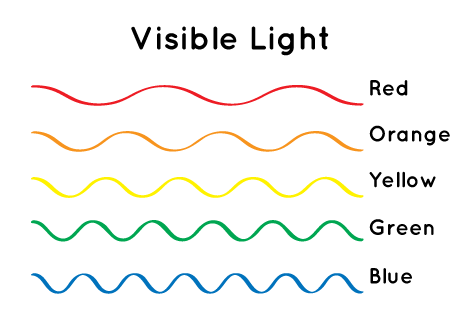 Visible Light
Red
Orange
Yellow
Green
Blue